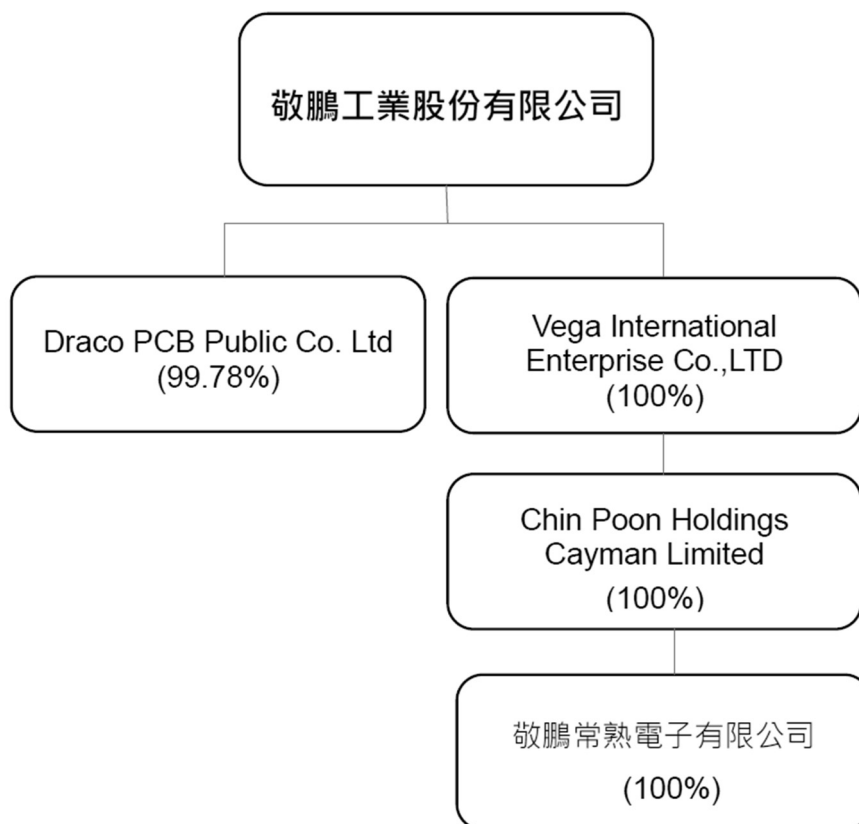 敬鵬工業股份有限公司
Draco PCB Public Co. Ltd
(99.78%)
Vega International
Enterprise Co.,LTD
(100%)
Chin Poon Holdings
Cayman Limited
(100%)
敬鵬常熟電子有限公司
(100%)